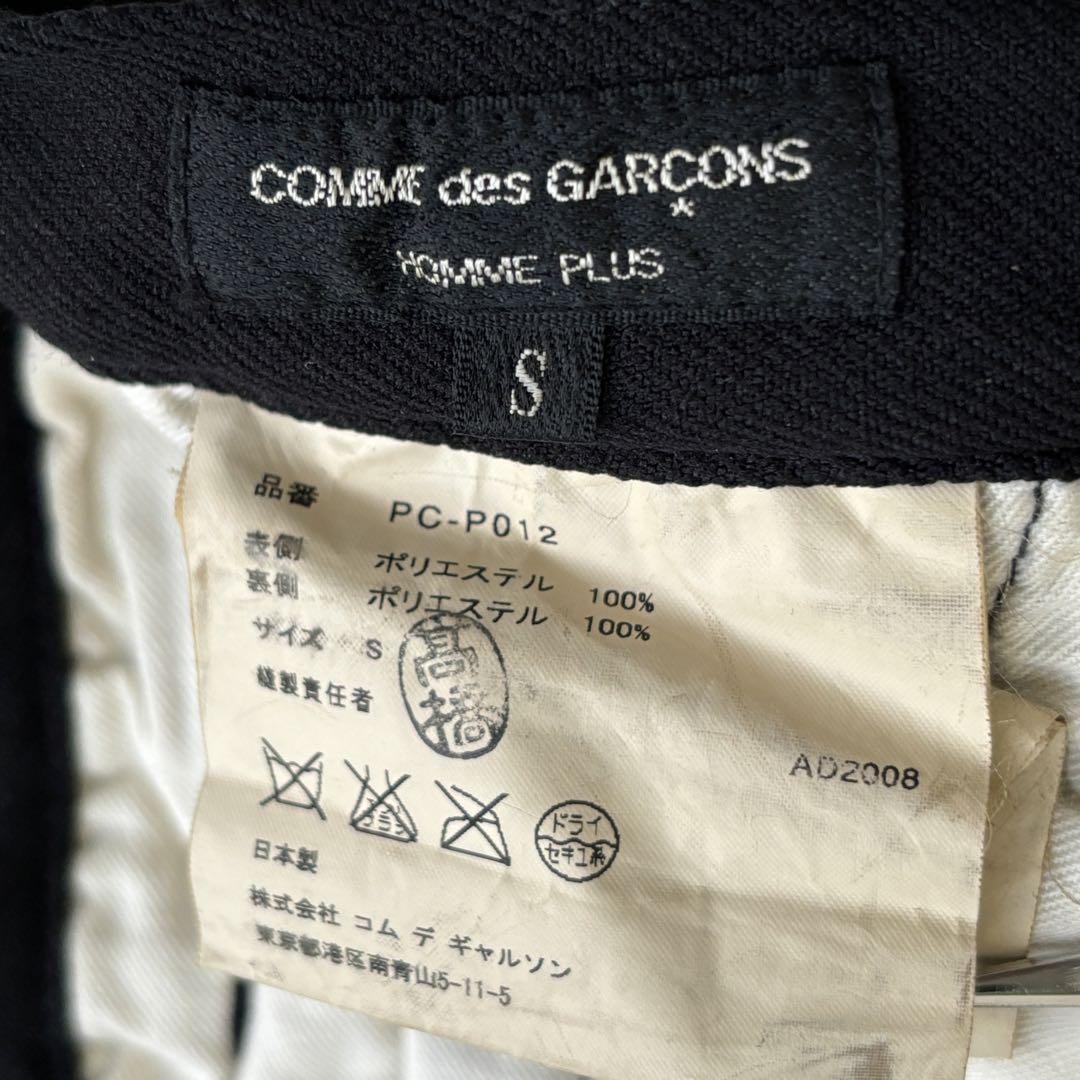 COMME des GARCONS
*
HOMME PLUS
S
品番 PC-P012
表側 ポリエステル 100%
裏側 ポリエステル 100%
サイズ S
縫製責任者 髙橋
AD2008
ドライ
セキユ系
日本製
株式会社 コム デ ギャルソン
東京都港区南青山5-11-5